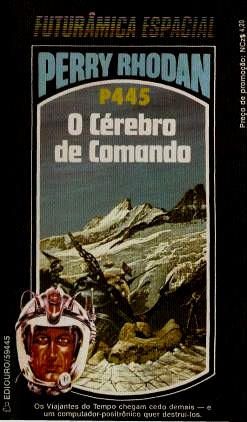 FUTURÂMICA ESPACIAL
PERRY RHODAN
P445
O Cérebro
de Comando
Preço de promoção: NCz$ 4,20
EDIOURO/59445
Os Viajantes do Tempo chegam cedo demais — e
um computador-positrônico quer destruí-los.